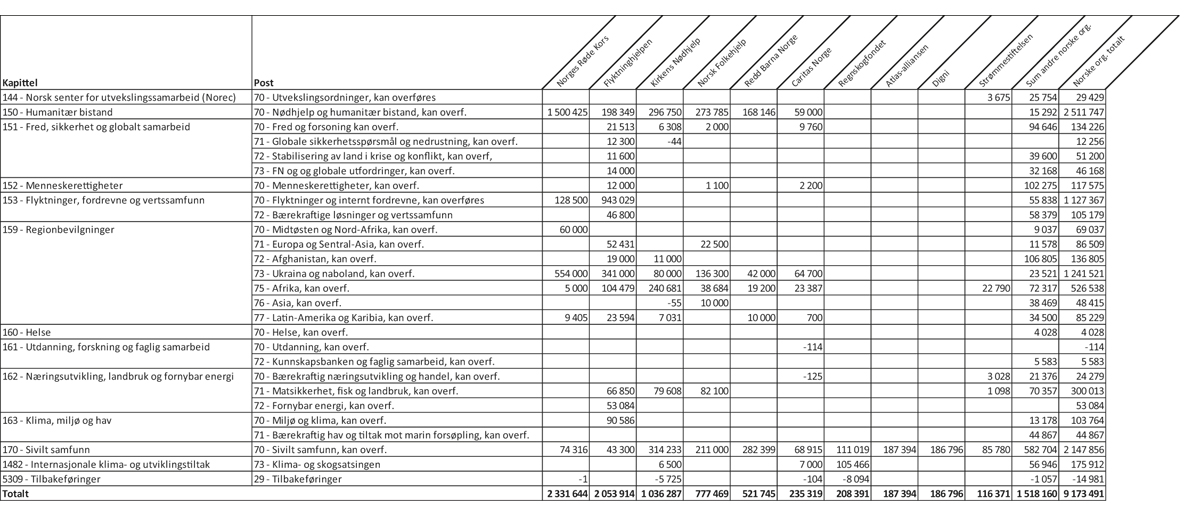 Kapittel Post Norges Røde Kors Flyktninghjelpen Kirkens Nødhjelp Norsk Folkehjelp Redd Barna Norge Caritas Norge Regnskogfondet Atlas-alliansen Digni Strømmestiftelsen Sum andre norske org. Norske org. totalt
144 - Norsk senter for utvekslingssamarbeid (Norec) 70 - Utvekslingsordninger, kan overføres 3 675 25 754 29 429
150 - Humanitær bistand 70 - Nødhjelp og humanitær bistand, kan overf. 1 500 425 198 349 296 750 273 785 168 146 59 000 15 292 2 511 747
151 - Fred, sikkerhet og globalt samarbeid 70 - Fred og forsoning kan overf. 21 513 6 308 2 000 9 760 94 646 134 226
71 - Globale sikkerhetsspørsmål og nedrustning, kan overf. 12 300 -44 12 256
72 - Stabilisering av land i krise og konflikt, kan overf, 11 600 39 600 51 200
73 - FN og og globale utfordringer, kan overf. 14 000 32 168 46 168
152 - Menneskerettigheter 70 - Menneskerettigheter, kan overf. 12 000 1 100 2 200 102 275 117 575
153 - Flyktninger, fordrevne og vertssamfunn 70 - Flyktninger og internt fordrevne, kan overføres 128 500 943 029 55 838 1 127 367
72 - Bærekraftige løsninger og vertssamfunn 46 800 58 379 105 179
159 - Regionbevilgninger 70 - Midtøsten og Nord-Afrika, kan overf. 60 000 9 037 69 037
71 - Europa og Sentral-Asia, kan overf. 52 431 22 500 11 578 86 509
72 - Afghanistan, kan overf. 19 000 11 000 106 805 136 805
73 - Ukraina og naboland, kan overf. 554 000 341 000 80 000 136 300 42 000 64 700 23 521 1 241 521
75 - Afrika, kan overf. 5 000 104 479 240 681 38 684 19 200 23 387 22 790 72 317 526 538
76 - Asia, kan overf. -55 10 000 38 469 48 415
77 - Latin-Amerika og Karibia, kan overf. 9 405 23 594 7 031 10 000 700 34 500 85 229
160 - Helse 70 - Helse, kan overf. 4 028 4 028
161 - Utdanning, forskning og faglig samarbeid 70 - Utdanning, kan overf. -114 -114
72 - Kunnskapsbanken og faglig samarbeid, kan overf. 5 583 5 583
162 - Næringsutvikling, landbruk og fornybar energi 70 - Bærekraftig næringsutvikling og handel, kan overf. -125 3 028 21 376 24 279
71 - Matsikkerhet, fisk og landbruk, kan overf. 66 850 79 608 82 100 1 098 70 357 300 013
72 - Fornybar energi, kan overf. 53 084 53 084
163 - Klima, miljø og hav 70 - Miljø og klima, kan overf. 90 586 13 178 103 764
71 - Bærekraftig hav og tiltak mot marin forsøpling, kan overf. 44 867 44 867
170 - Sivilt samfunn 70 - Sivilt samfunn, kan overf. 74 316 43 300 314 233 211 000 282 399 68 915 111 019 187 394 186 796 85 780 582 704 2 147 856
1482 - Internasjonale klima- og utviklingstiltak 73 - Klima- og skogsatsingen 6 500 7 000 105 466 56 946 175 912
5309 - Tilbakeføringer 29 - Tilbakeføringer -1 -5 725 -104 -8 094 -1 057 -14 981
Totalt 2 331 644 2 053 914 1 036 287 777 469 521 745 235 319 208 391 187 394 186 796 116 371 1 518 160 9 173 491